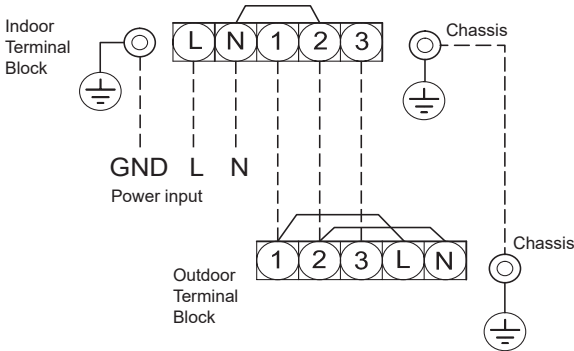 Indoor
Terminal
Block
L N 1 2 3
Chassis
GND L N
Power input
1 2 3 L N
Chassis
Outdoor
Terminal
Block